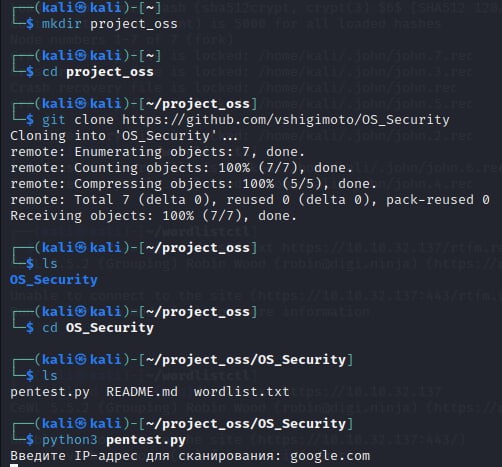 ┌──(kali㉿kali)-[~]
└─$ mkdir project_oss
┌──(kali㉿kali)-[~]
└─$ cd project_oss
┌──(kali㉿kali)-[~/project_oss]
└─$ git clone https://github.com/vshigimoto/OS_Security
Cloning into 'OS_Security'...
remote: Enumerating objects: 7, done.
remote: Counting objects: 100% (7/7), done.
remote: Compressing objects: 100% (5/5), done.
remote: Total 7 (delta 0), reused 0 (delta 0), pack-reused 0
Receiving objects: 100% (7/7), done.
┌──(kali㉿kali)-[~/project_oss]
└─$ ls
OS_Security
┌──(kali㉿kali)-[~/project_oss]
└─$ cd OS_Security
┌──(kali㉿kali)-[~/project_oss/OS_Security]
└─$ ls
pentest.py  README.md  wordlist.txt
┌──(kali㉿kali)-[~/project_oss/OS_Security]
└─$ python3 pentest.py
Введите IP-адрес для сканирования: google.com